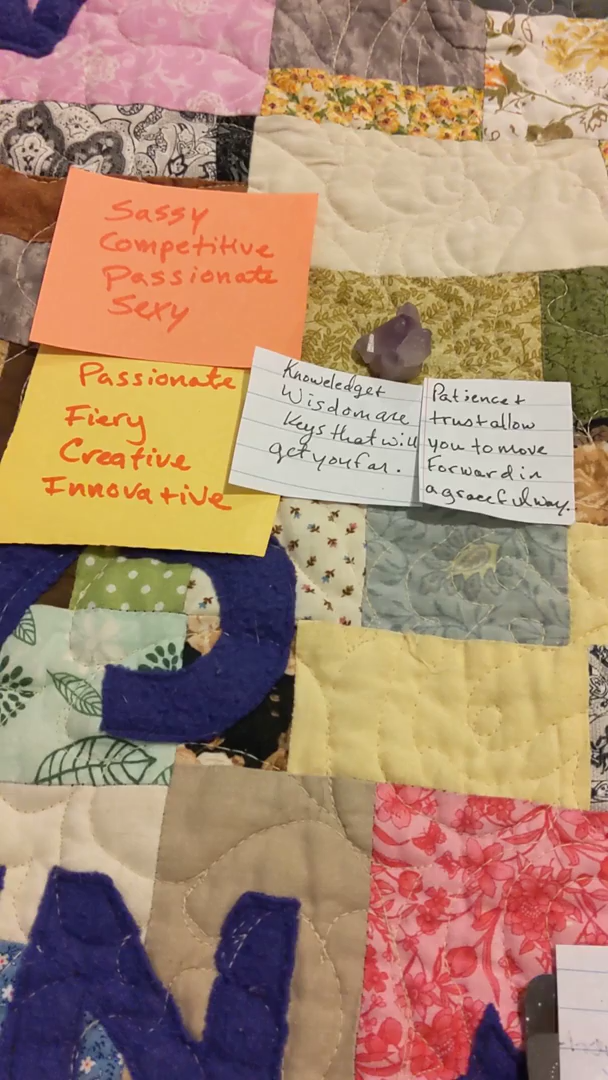 Sassy
Competitive
Passionate
Sexy
Passionate
Fiery
Creative
Innovative
Knoweledge +
Wisdom are
Keys that will
get you far.
Patience +
trust allow
you to move
Forward in
a graceful way.
N